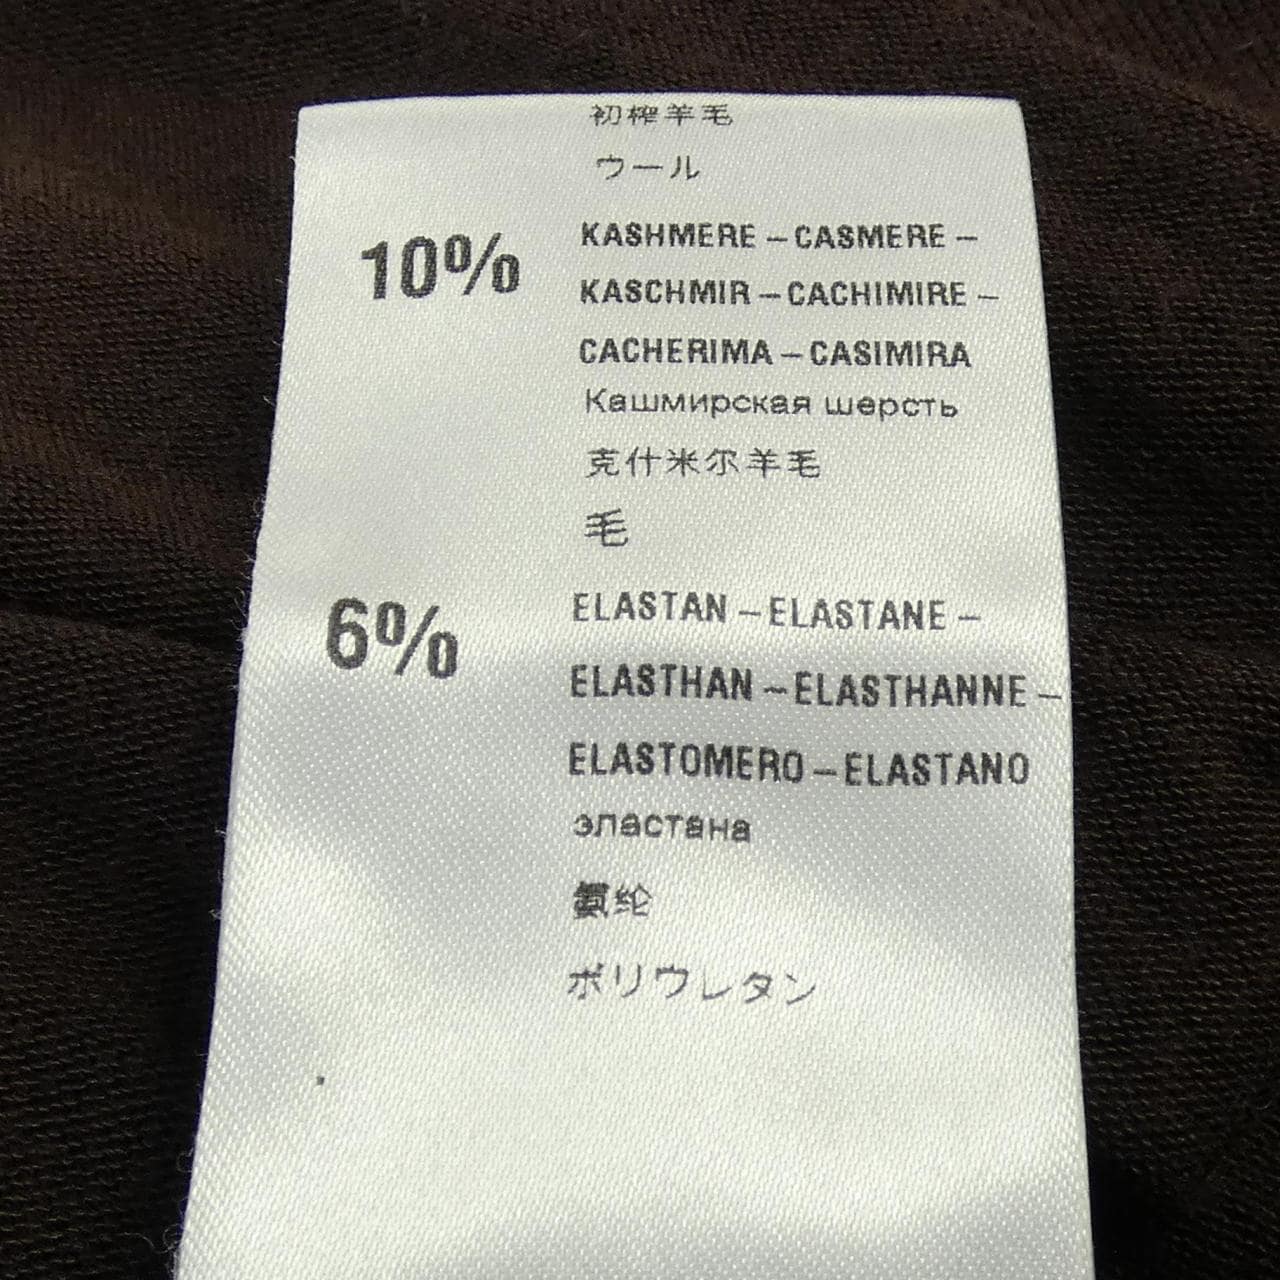 初榨羊毛
ウール
10%
KASHMERE – CASMERE –
KASCHMIR – CACHIMIRE –
CACHERIMA – CASIMIRA
Кашмирская шерсть
克什米尔羊毛
毛
6%
ELASTAN – ELASTANE –
ELASTHAN – ELASTHANNE –
ELASTOMERO – ELASTANO
эластана
氨纶
ポリウレタン